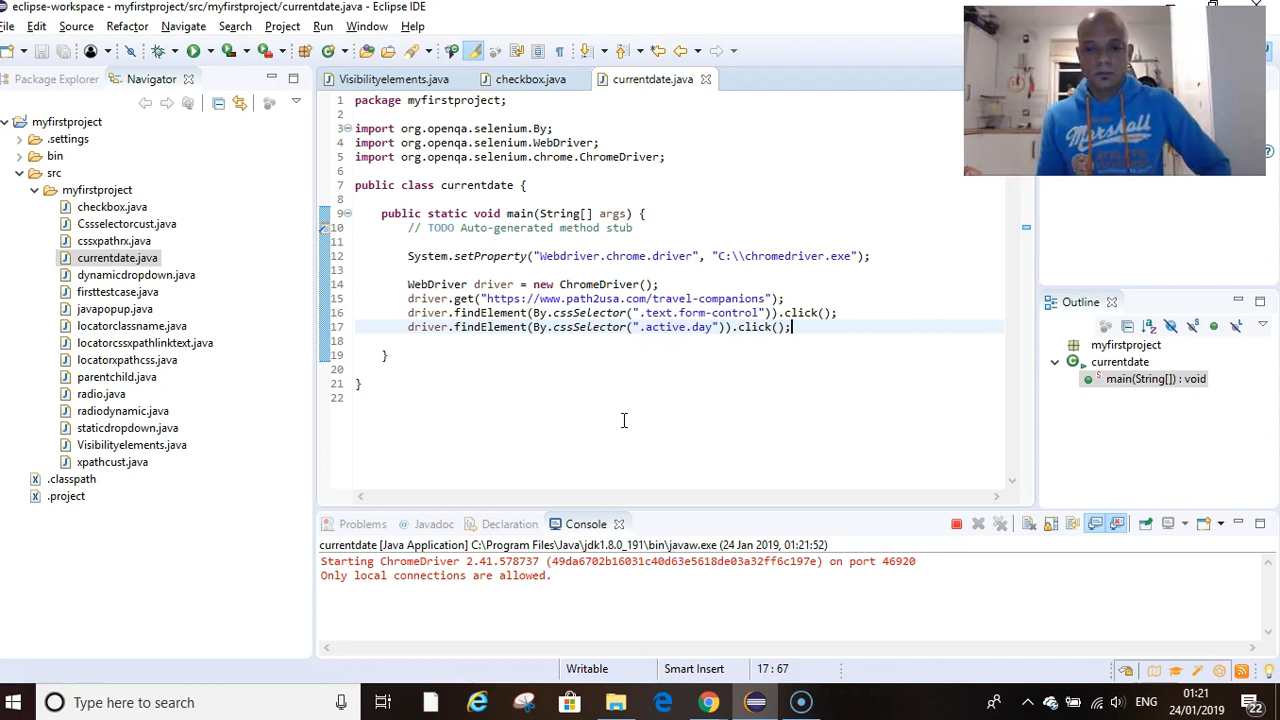 eclipse-workspace - myfirstproject/src/myfirstproject/currentdate.java - Eclipse IDE
File Edit Source Refactor Navigate Search Project Run Window Help
Package Explorer
Navigator
Visibilityelements.java
checkbox.java
currentdate.java
myfirstproject
.settings
bin
src
myfirstproject
checkbox.java
Cssselectorcust.java
cssxpathrx.java
currentdate.java
dynamicdropdown.java
firsttestcase.java
locatorclassname.java
locatorcssxpathlinktext.java
locatorxpathcss.java
parentchild.java
radio.java
radiodynamic.java
staticdropdown.java
Visibilityelements.java
xpathcust.java
.classpath
.project
1 package myfirstproject;
2
3 import org.openqa.selenium.By;
4 import org.openqa.selenium.WebDriver;
5 import org.openqa.selenium.chrome.ChromeDriver;
6
7 public class currentdate {
8
9 public static void main(String[] args) {
10 // TODO Auto-generated method stub
11
12 System.setProperty("Webdriver.chrome.driver", "C:\\chromedriver.exe");
13
14 WebDriver driver = new ChromeDriver();
15 driver.get("https://www.path2usa.com/travel-companions");
16 driver.findElement(By.cssSelector(".text.form-control")).click();
17 driver.findElement(By.cssSelector(".active.day")).click();
18
19 }
20
21 }
22
Marshall
Outline
myfirstproject
currentdate
main(String[]) : void
Problems
Javadoc
Declaration
Console
currentdate [Java Application] C:\Program Files\Java\jdk1.8.0_191\bin\javaw.exe (24 Jan 2019, 01:21:52)
Starting ChromeDriver 2.41.578737 (49da6702b16031c40d63e5618de03a32ff6c197e) on port 46920
Only local connections are allowed.
Writable
Smart Insert
17 : 67
Type here to search
ENG
01:21
24/01/2019
22